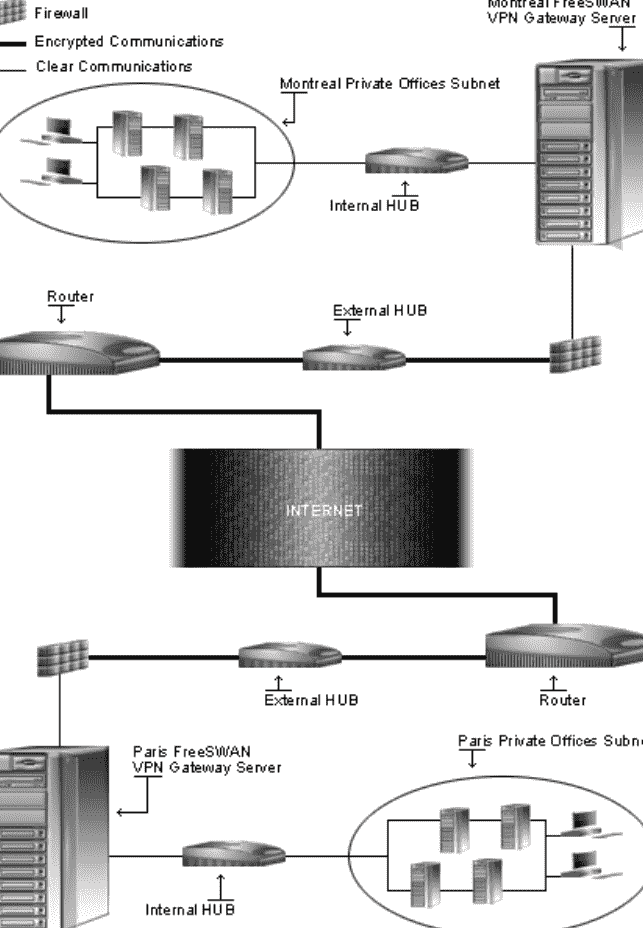 Firewall
Encrypted Communications
Clear Communications
Montreal FreeSWAN
VPN Gateway Server
Montreal Private Offices Subnet
Internal HUB
Router
External HUB
INTERNET
External HUB
Router
Paris FreeSWAN
VPN Gateway Server
Paris Private Offices Subne
Internal HUB